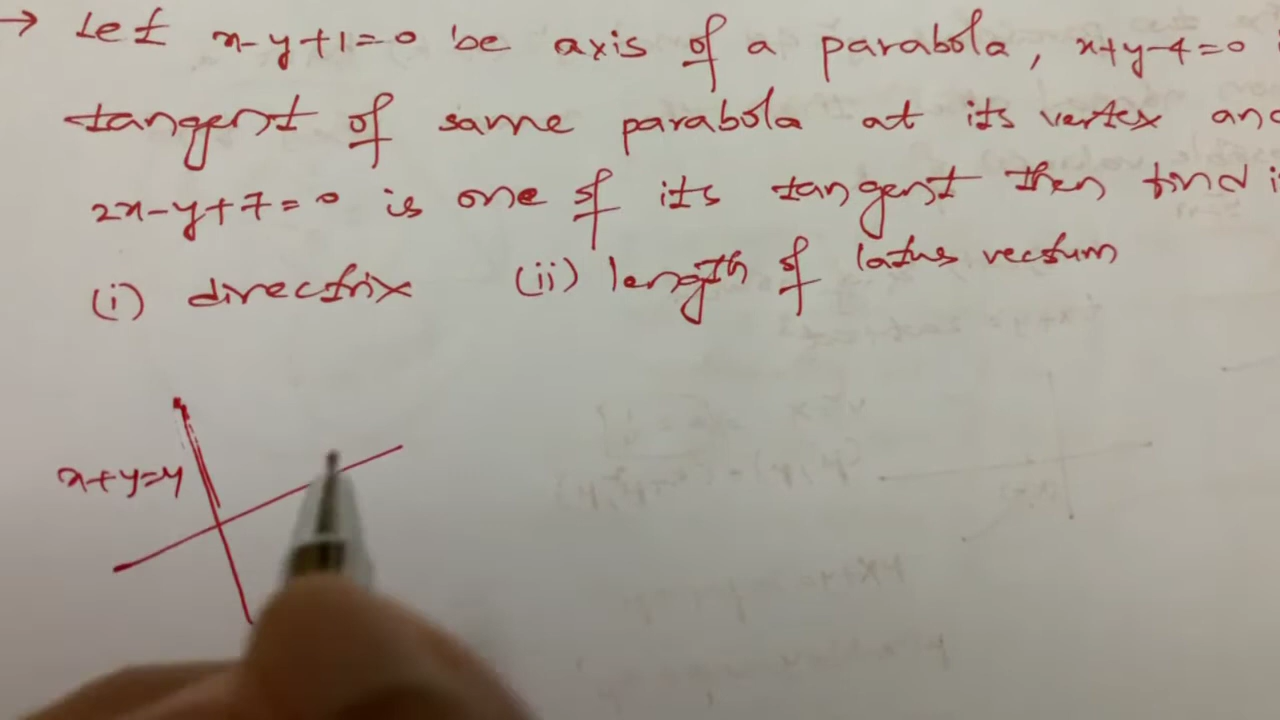 → Let x-y+1=0 be axis of a parabola, x+y-4=0
tangent of same parabola at its vertex and
2x-y+7=0 is one of its tangent then find
(i) directrix (ii) length of latus rectum
x+y=4